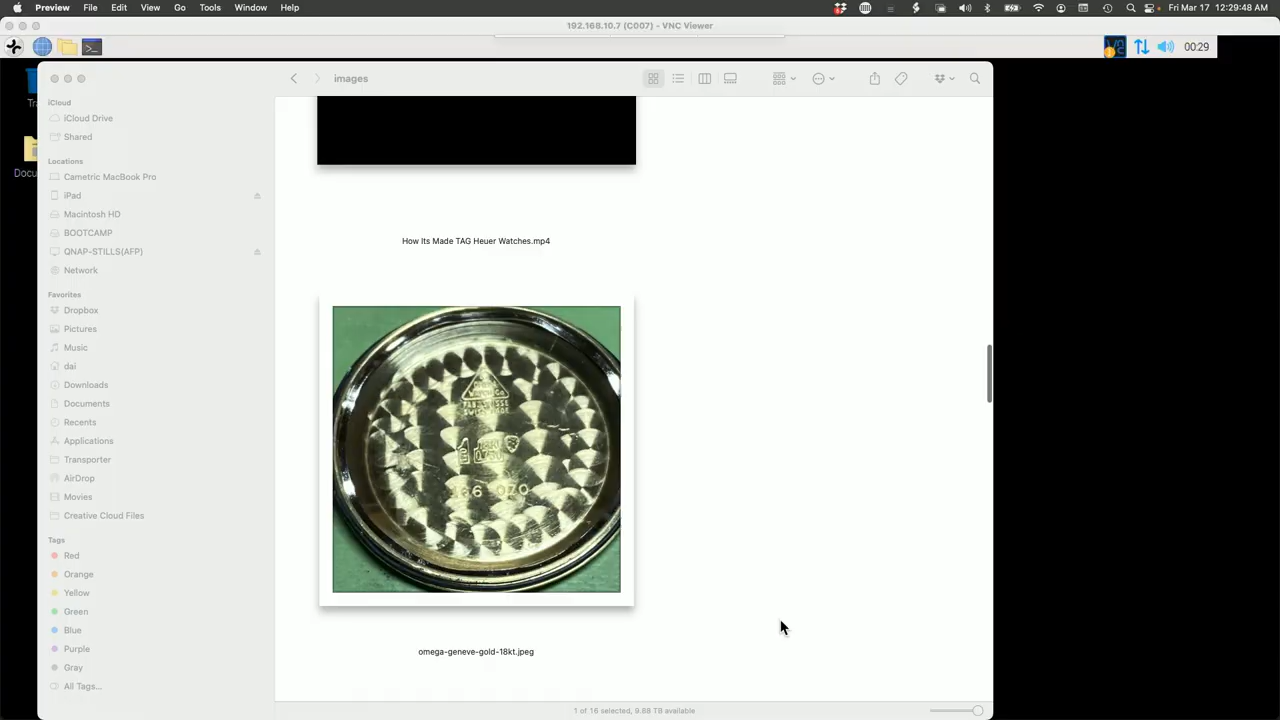 Preview File Edit View Go Tools Window Help
Fri Mar 17 12:29:48 AM
192.168.10.7 (C007) - VNC Viewer
00:29
images
iCloud
iCloud Drive
Shared
Locations
Cametric MacBook Pro
iPad
Macintosh HD
BOOTCAMP
QNAP-STILLS(AFP)
Network
Favorites
Dropbox
Pictures
Music
dai
Downloads
Documents
Recents
Applications
Transporter
AirDrop
Movies
Creative Cloud Files
Tags
Red
Orange
Yellow
Green
Blue
Purple
Gray
All Tags...
How Its Made TAG Heuer Watches.mp4
omega-geneve-gold-18kt.jpeg
1 of 16 selected, 9.68 TB available